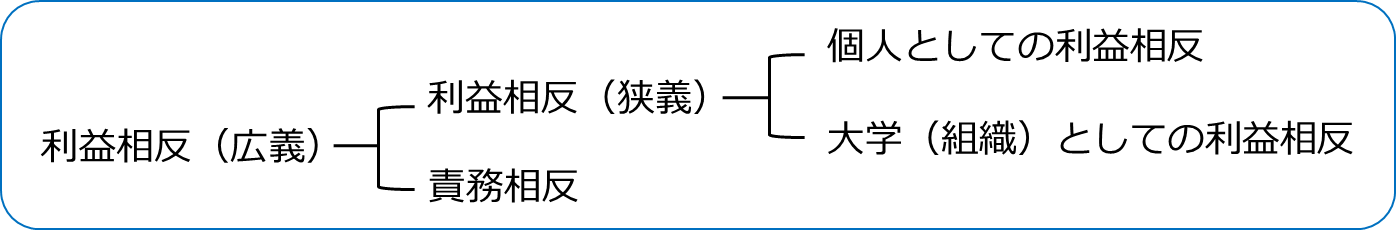 個人としての利益相反
利益相反（狭義）
大学（組織）としての利益相反
利益相反（広義）
責務相反